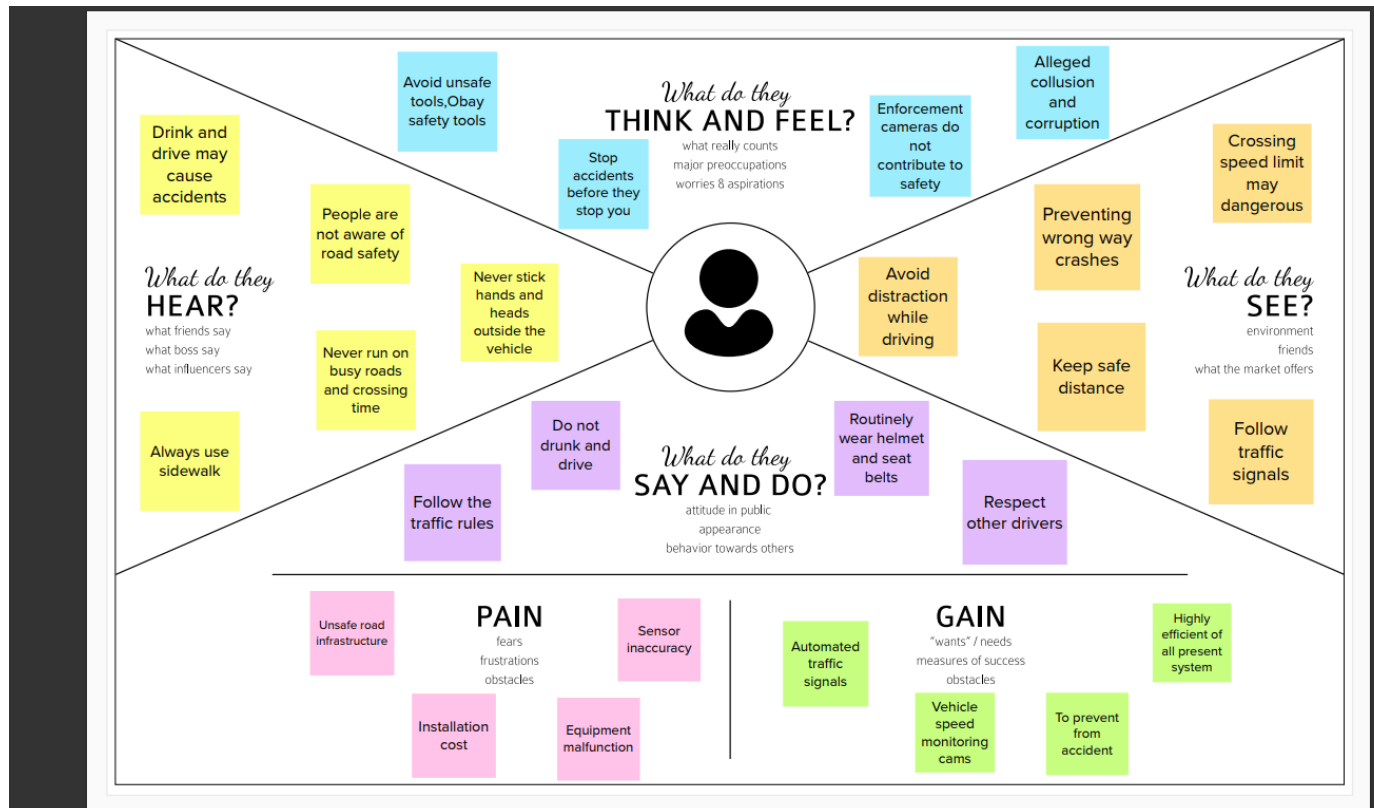 What do they
THINK AND FEEL?
what really counts
major preoccupations
worries & aspirations
Avoid unsafe
tools,Obay
safety tools
Stop
accidents
before they
stop you
Enforcement
cameras do
not
contribute to
safety
Alleged
collusion
and
corruption
What do they
HEAR?
what friends say
what boss say
what influencers say
Drink and
drive may
cause
accidents
People are
not aware of
road safety
Never stick
hands and
heads
outside the
vehicle
Never run on
busy roads
and crossing
time
Always use
sidewalk
What do they
SEE?
environment
friends
what the market offers
Crossing
speed limit
may
dangerous
Preventing
wrong way
crashes
Avoid
distraction
while
driving
Keep safe
distance
Follow
traffic
signals
What do they
SAY AND DO?
attitude in public
appearance
behavior towards others
Do not
drunk and
drive
Follow the
traffic rules
Routinely
wear helmet
and seat
belts
Respect
other drivers
PAIN
fears
frustrations
obstacles
Unsafe road
infrastructure
Sensor
inaccuracy
Installation
cost
Equipment
malfunction
GAIN
"wants" / needs
measures of success
obstacles
Automated
traffic
signals
Vehicle
speed
monitoring
cams
To prevent
from
accident
Highly
efficient of
all present
system